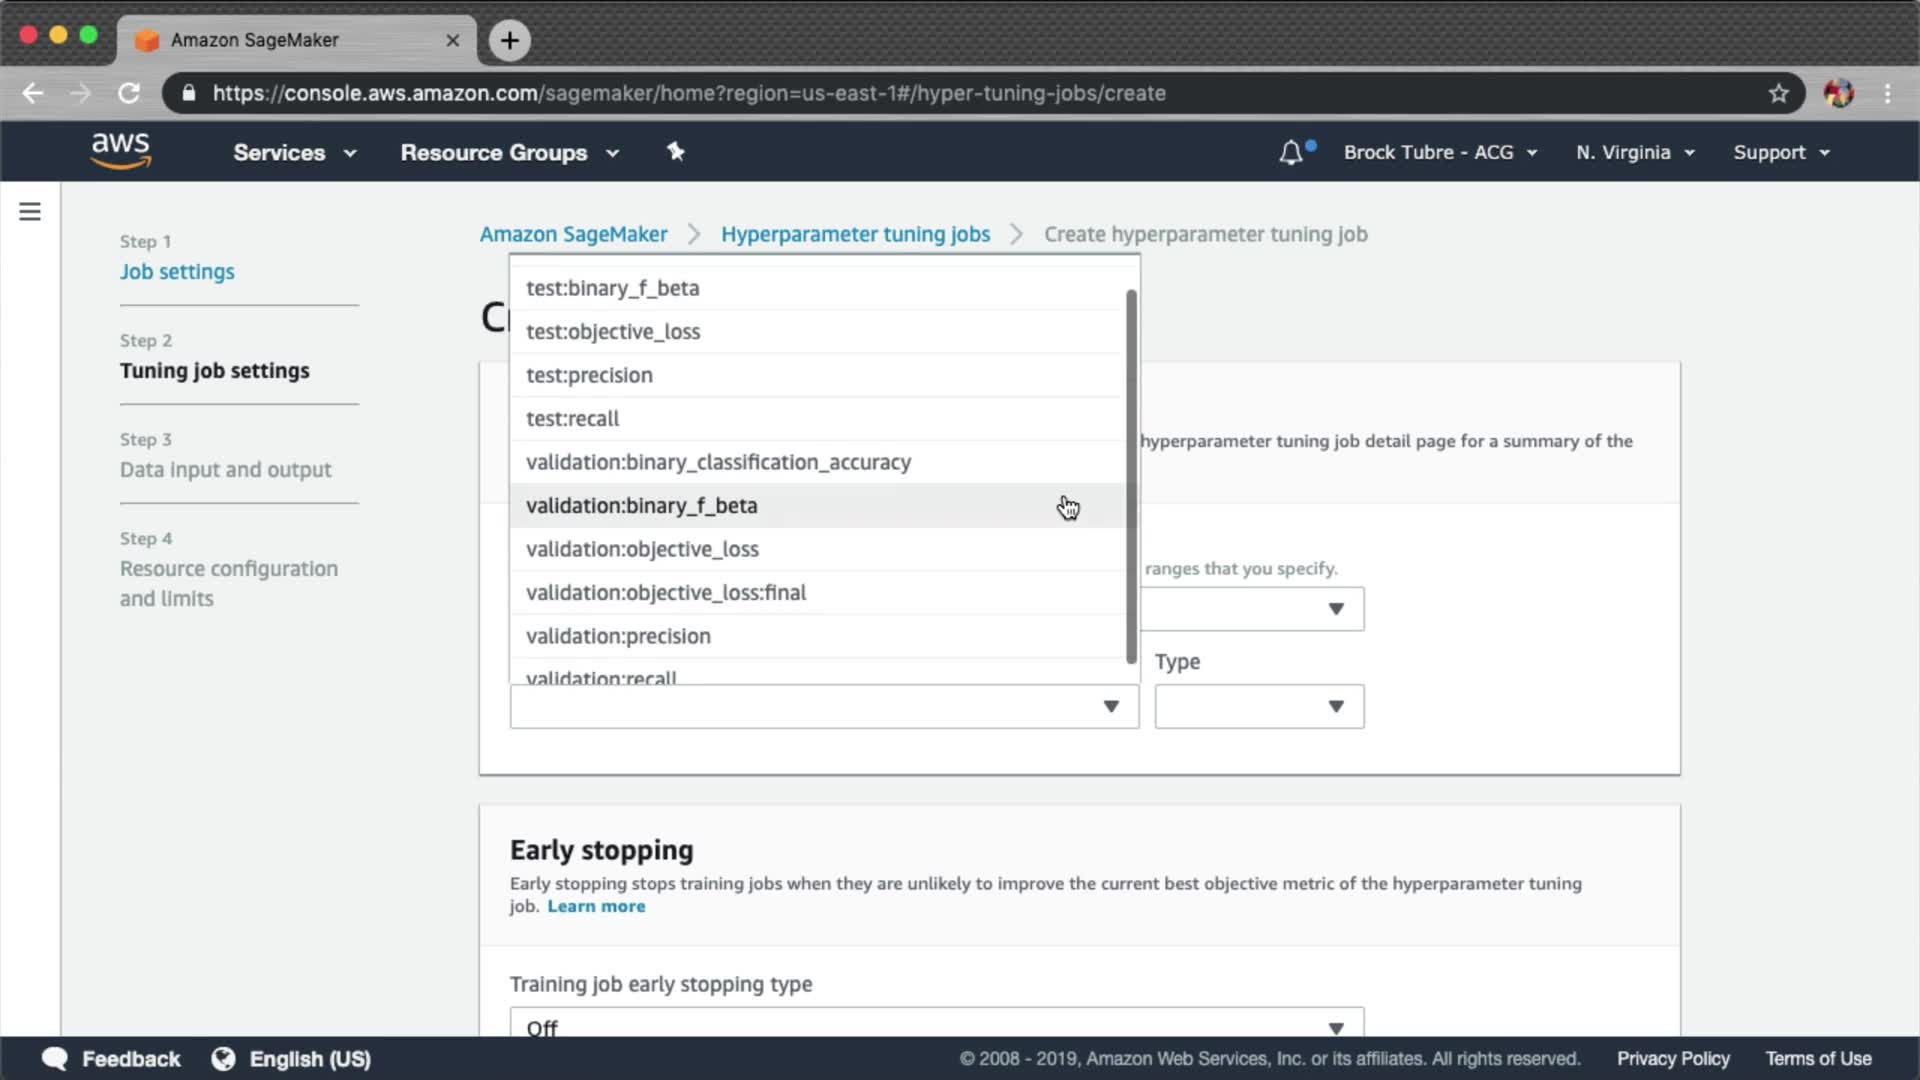 Amazon SageMaker
https://console.aws.amazon.com/sagemaker/home?region=us-east-1#/hyper-tuning-jobs/create
aws
Services
Resource Groups
Brock Tubre - ACG
N. Virginia
Support
Step 1
Job settings
Step 2
Tuning job settings
Step 3
Data input and output
Step 4
Resource configuration
and limits
Amazon SageMaker
Hyperparameter tuning jobs
Create hyperparameter tuning job
test:binary_f_beta
test:objective_loss
test:precision
test:recall
validation:binary_classification_accuracy
validation:binary_f_beta
validation:objective_loss
validation:objective_loss:final
validation:precision
validation:recall
hyperparameter tuning job detail page for a summary of the
ranges that you specify.
Type
Early stopping
Early stopping stops training jobs when they are unlikely to improve the current best objective metric of the hyperparameter tuning
job. Learn more
Training job early stopping type
Off
Feedback
English (US)
© 2008 - 2019, Amazon Web Services, Inc. or its affiliates. All rights reserved.
Privacy Policy
Terms of Use